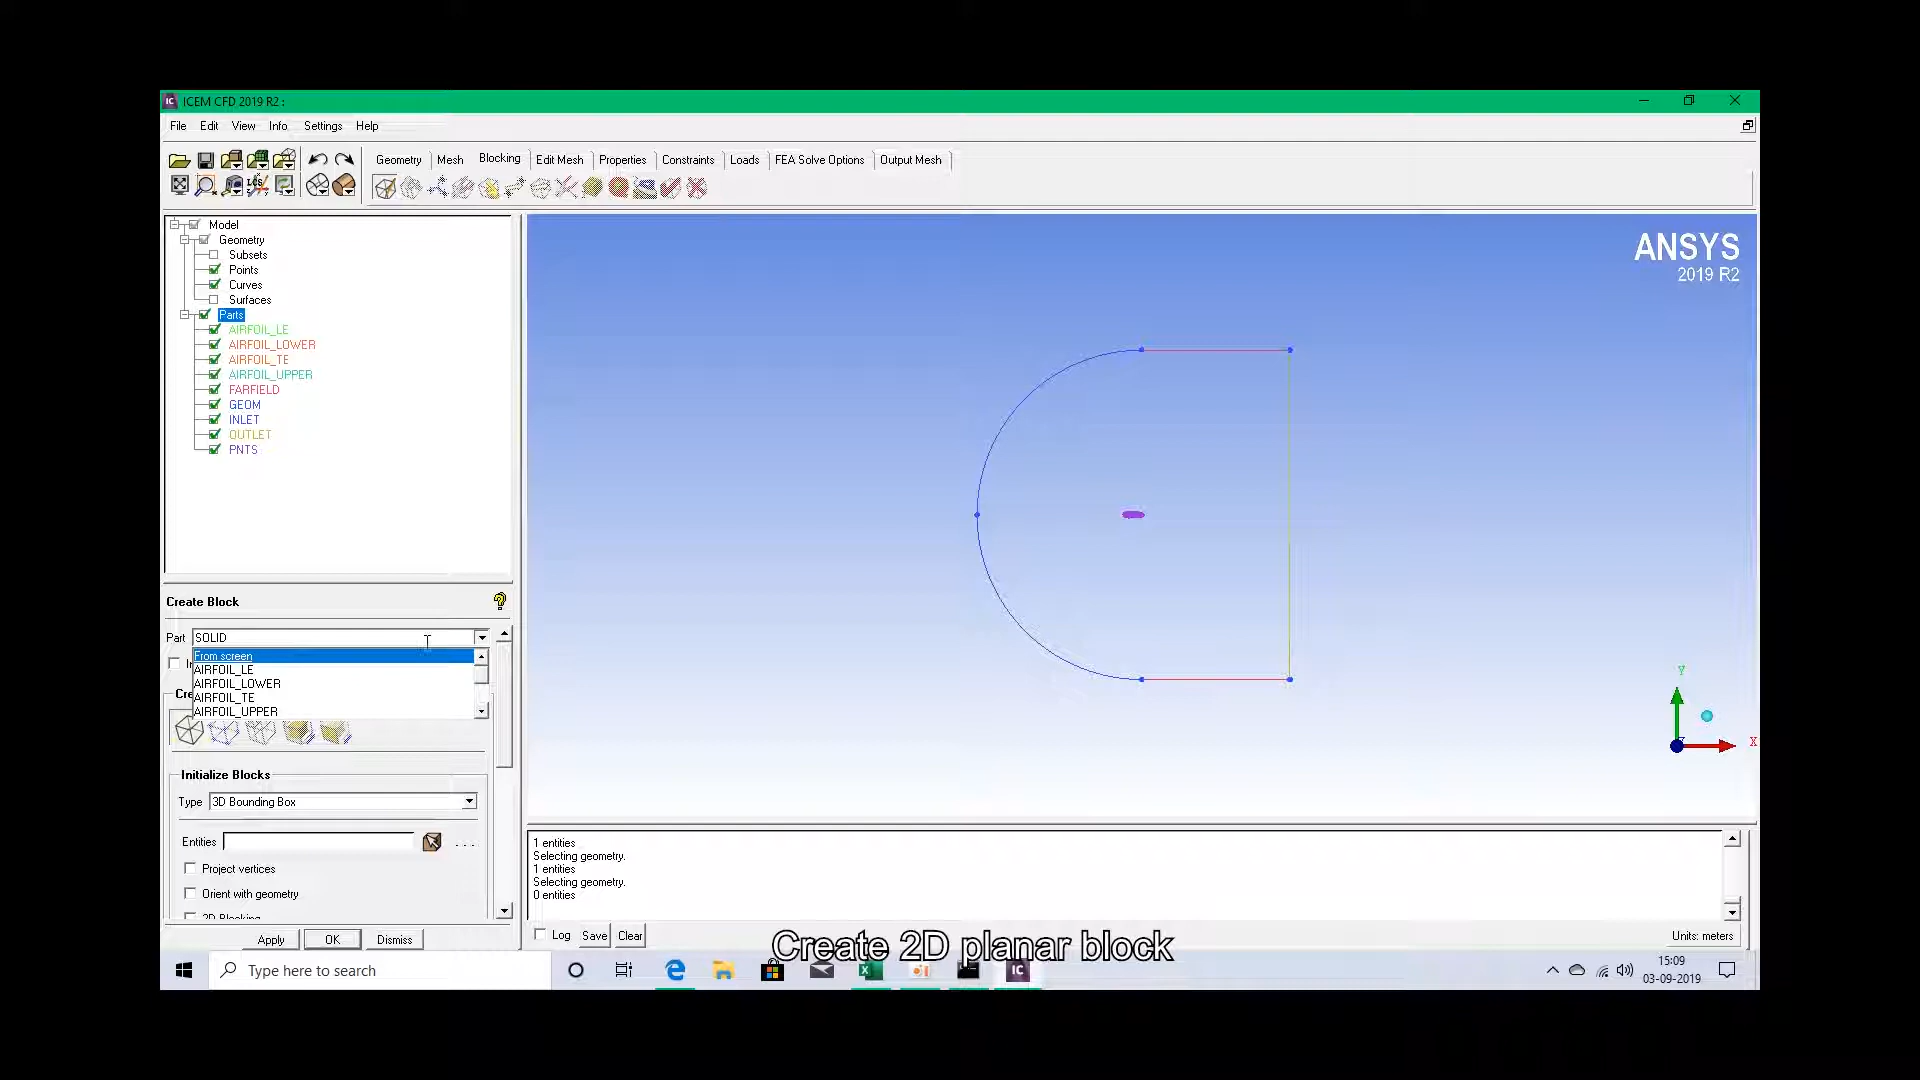 ICEM CFD 2019 R2 :
File Edit View Info Settings Help
Geometry Mesh Blocking Edit Mesh Properties Constraints Loads FEA Solve Options Output Mesh
LCS
Model
Geometry
Subsets
Points
Curves
Surfaces
Parts
AIRFOIL_LE
AIRFOIL_LOWER
AIRFOIL_TE
AIRFOIL_UPPER
FARFIELD
GEOM
INLET
OUTLET
PNTS
ANSYS
2019 R2
Create Block
Part SOLID
From screen
AIRFOIL_LE
AIRFOIL_LOWER
AIRFOIL_TE
AIRFOIL_UPPER
Initialize Blocks
Type 3D Bounding Box
Entities
Project vertices
Orient with geometry
2D Blocking
Apply OK Dismiss
Y
X
1 entities
Selecting geometry.
1 entities
Selecting geometry.
0 entities
Log Save Clear
Units: meters
Create 2D planar block
Type here to search
IC
15:09
03-09-2019